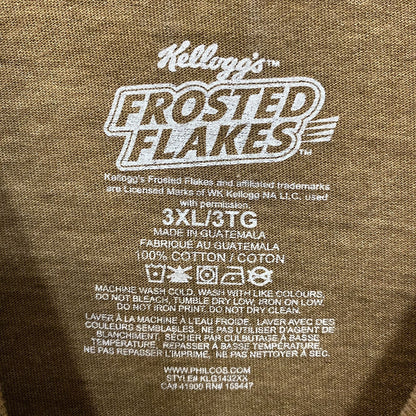 Kellogg's™
FROSTED
FLAKES™
Kellogg's Frosted Flakes and affiliated trademarks
are Licensed Marks of WK Kellogg NA LLC. used
with permission.
3XL/3TG
MADE IN GUATEMALA
FABRIQUÉ AU GUATEMALA
100% COTTON / COTON
MACHINE WASH COLD, WASH WITH LIKE COLOURS,
DO NOT BLEACH, TUMBLE DRY LOW, IRON ON LOW.
DO NOT IRON PRINT, DO NOT DRY CLEAN.
LAVER À LA MACHINE À L'EAU FROIDE. LAVER AVEC DES
COULEURS SEMBLABLES. NE PAS UTILISER D'AGENT DE
BLANCHIMENT. SÉCHER PAR CULBUTAGE À BASSE
TEMPÉRATURE. REPASSER À BASSE TEMPÉRATURE.
NE PAS REPASSER L'IMPRIMÉ. NE PAS NETTOYER À SEC.
WWW.PHILCOS.COM
STYLE# KLG1432XX
CA# 41900 RN# 158447